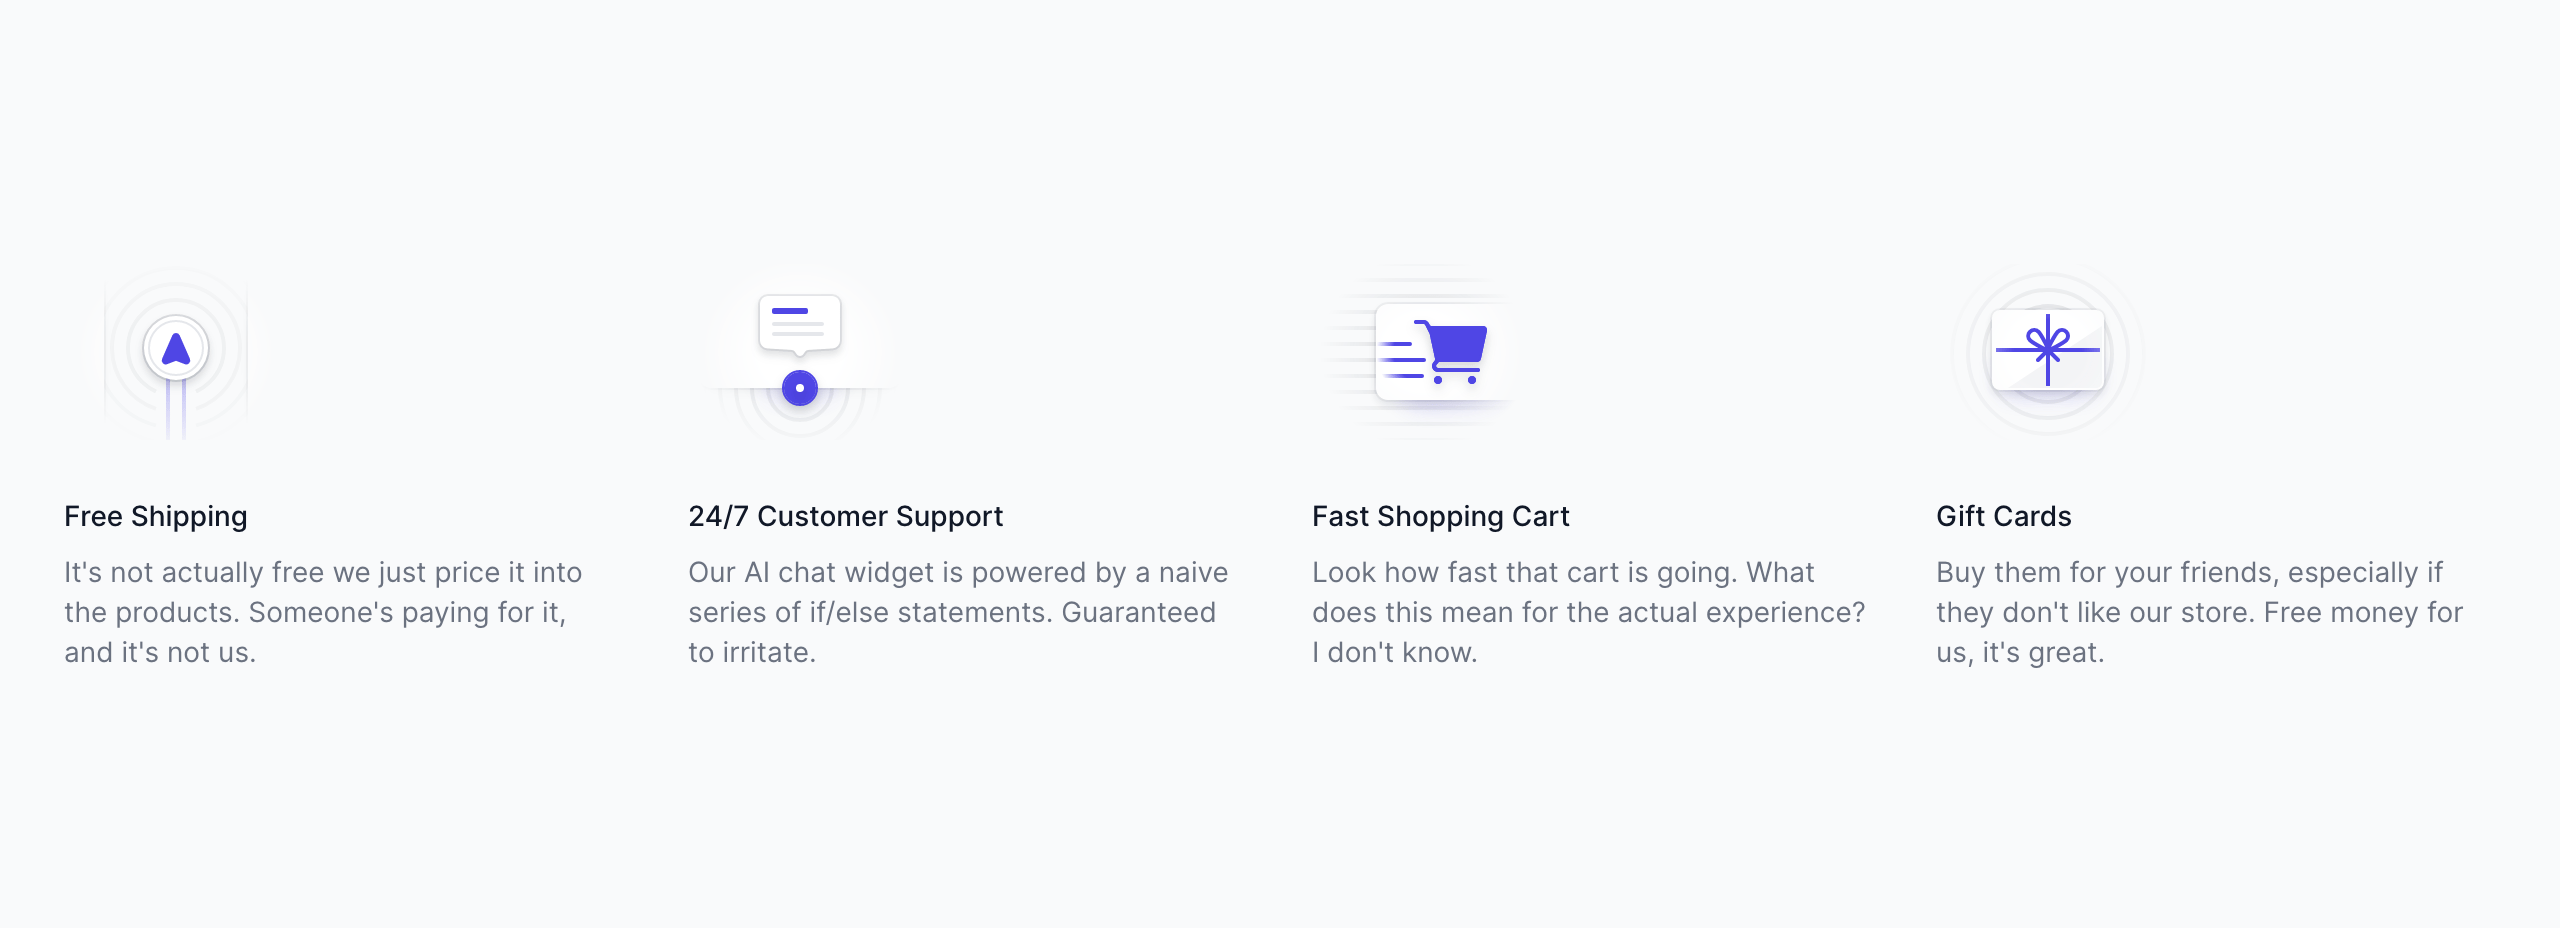 Free Shipping
It's not actually free we just price it into
the products. Someone's paying for it,
and it's not us.
24/7 Customer Support
Our AI chat widget is powered by a naive
series of if/else statements. Guaranteed
to irritate.
Fast Shopping Cart
Look how fast that cart is going. What
does this mean for the actual experience?
I don't know.
Gift Cards
Buy them for your friends, especially if
they don't like our store. Free money for
us, it's great.